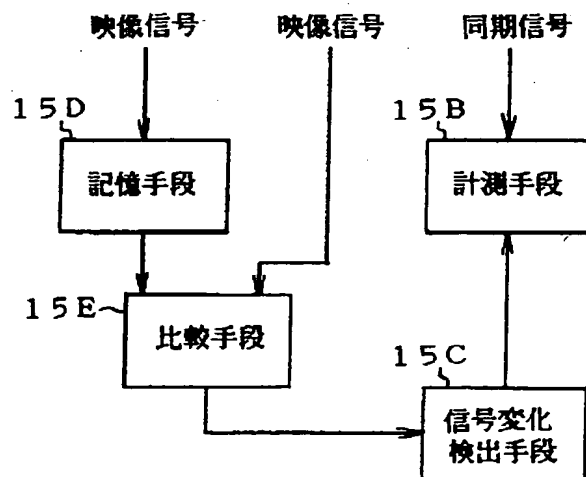 映像信号
映像信号
同期信号
15D
15B
記憶手段
計測手段
15E
比較手段
15C
信号変化
検出手段